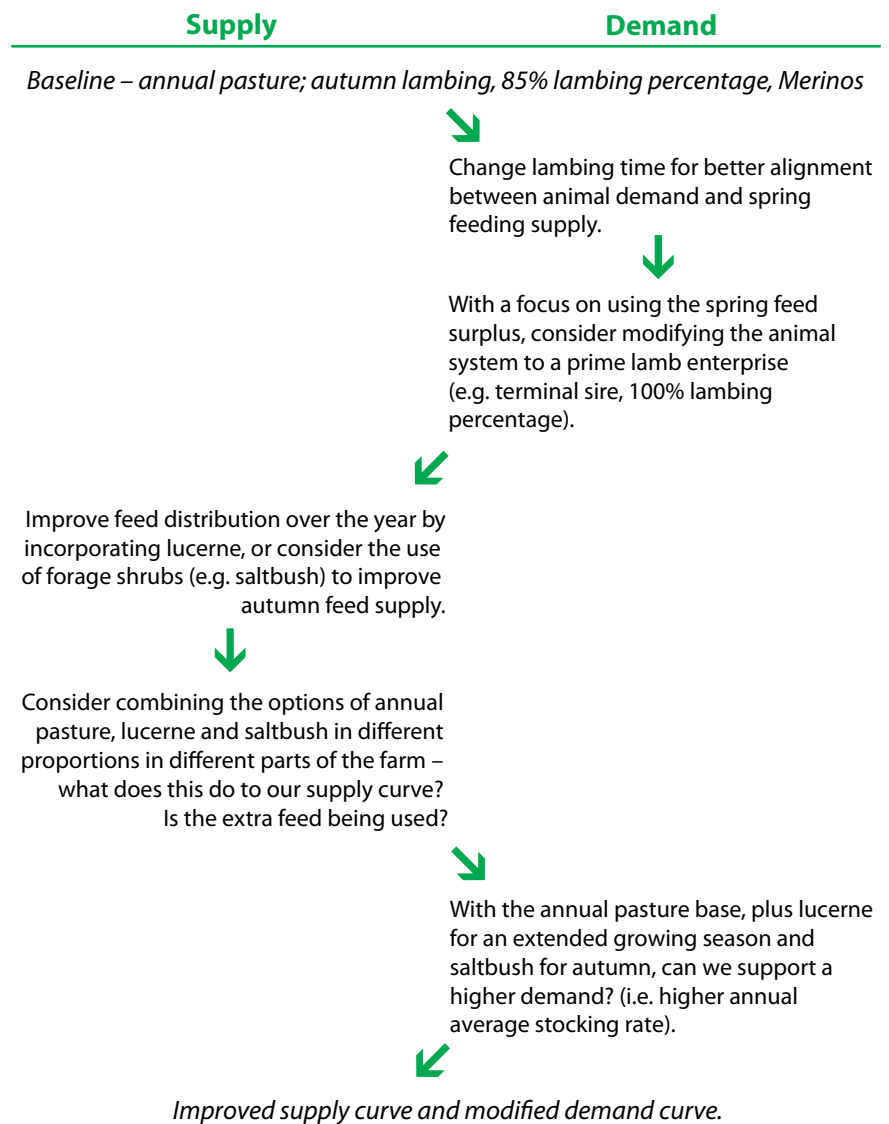 Supply Demand
Baseline – annual pasture; autumn lambing, 85% lambing percentage, Merinos
Change lambing time for better alignment
between animal demand and spring
feeding supply.
With a focus on using the spring feed
surplus, consider modifying the animal
system to a prime lamb enterprise
(e.g. terminal sire, 100% lambing
percentage).
Improve feed distribution over the year by
incorporating lucerne, or consider the use
of forage shrubs (e.g. saltbush) to improve
autumn feed supply.
Consider combining the options of annual
pasture, lucerne and saltbush in different
proportions in different parts of the farm –
what does this do to our supply curve?
Is the extra feed being used?
With the annual pasture base, plus lucerne
for an extended growing season and
saltbush for autumn, can we support a
higher demand? (i.e. higher annual
average stocking rate).
Improved supply curve and modified demand curve.